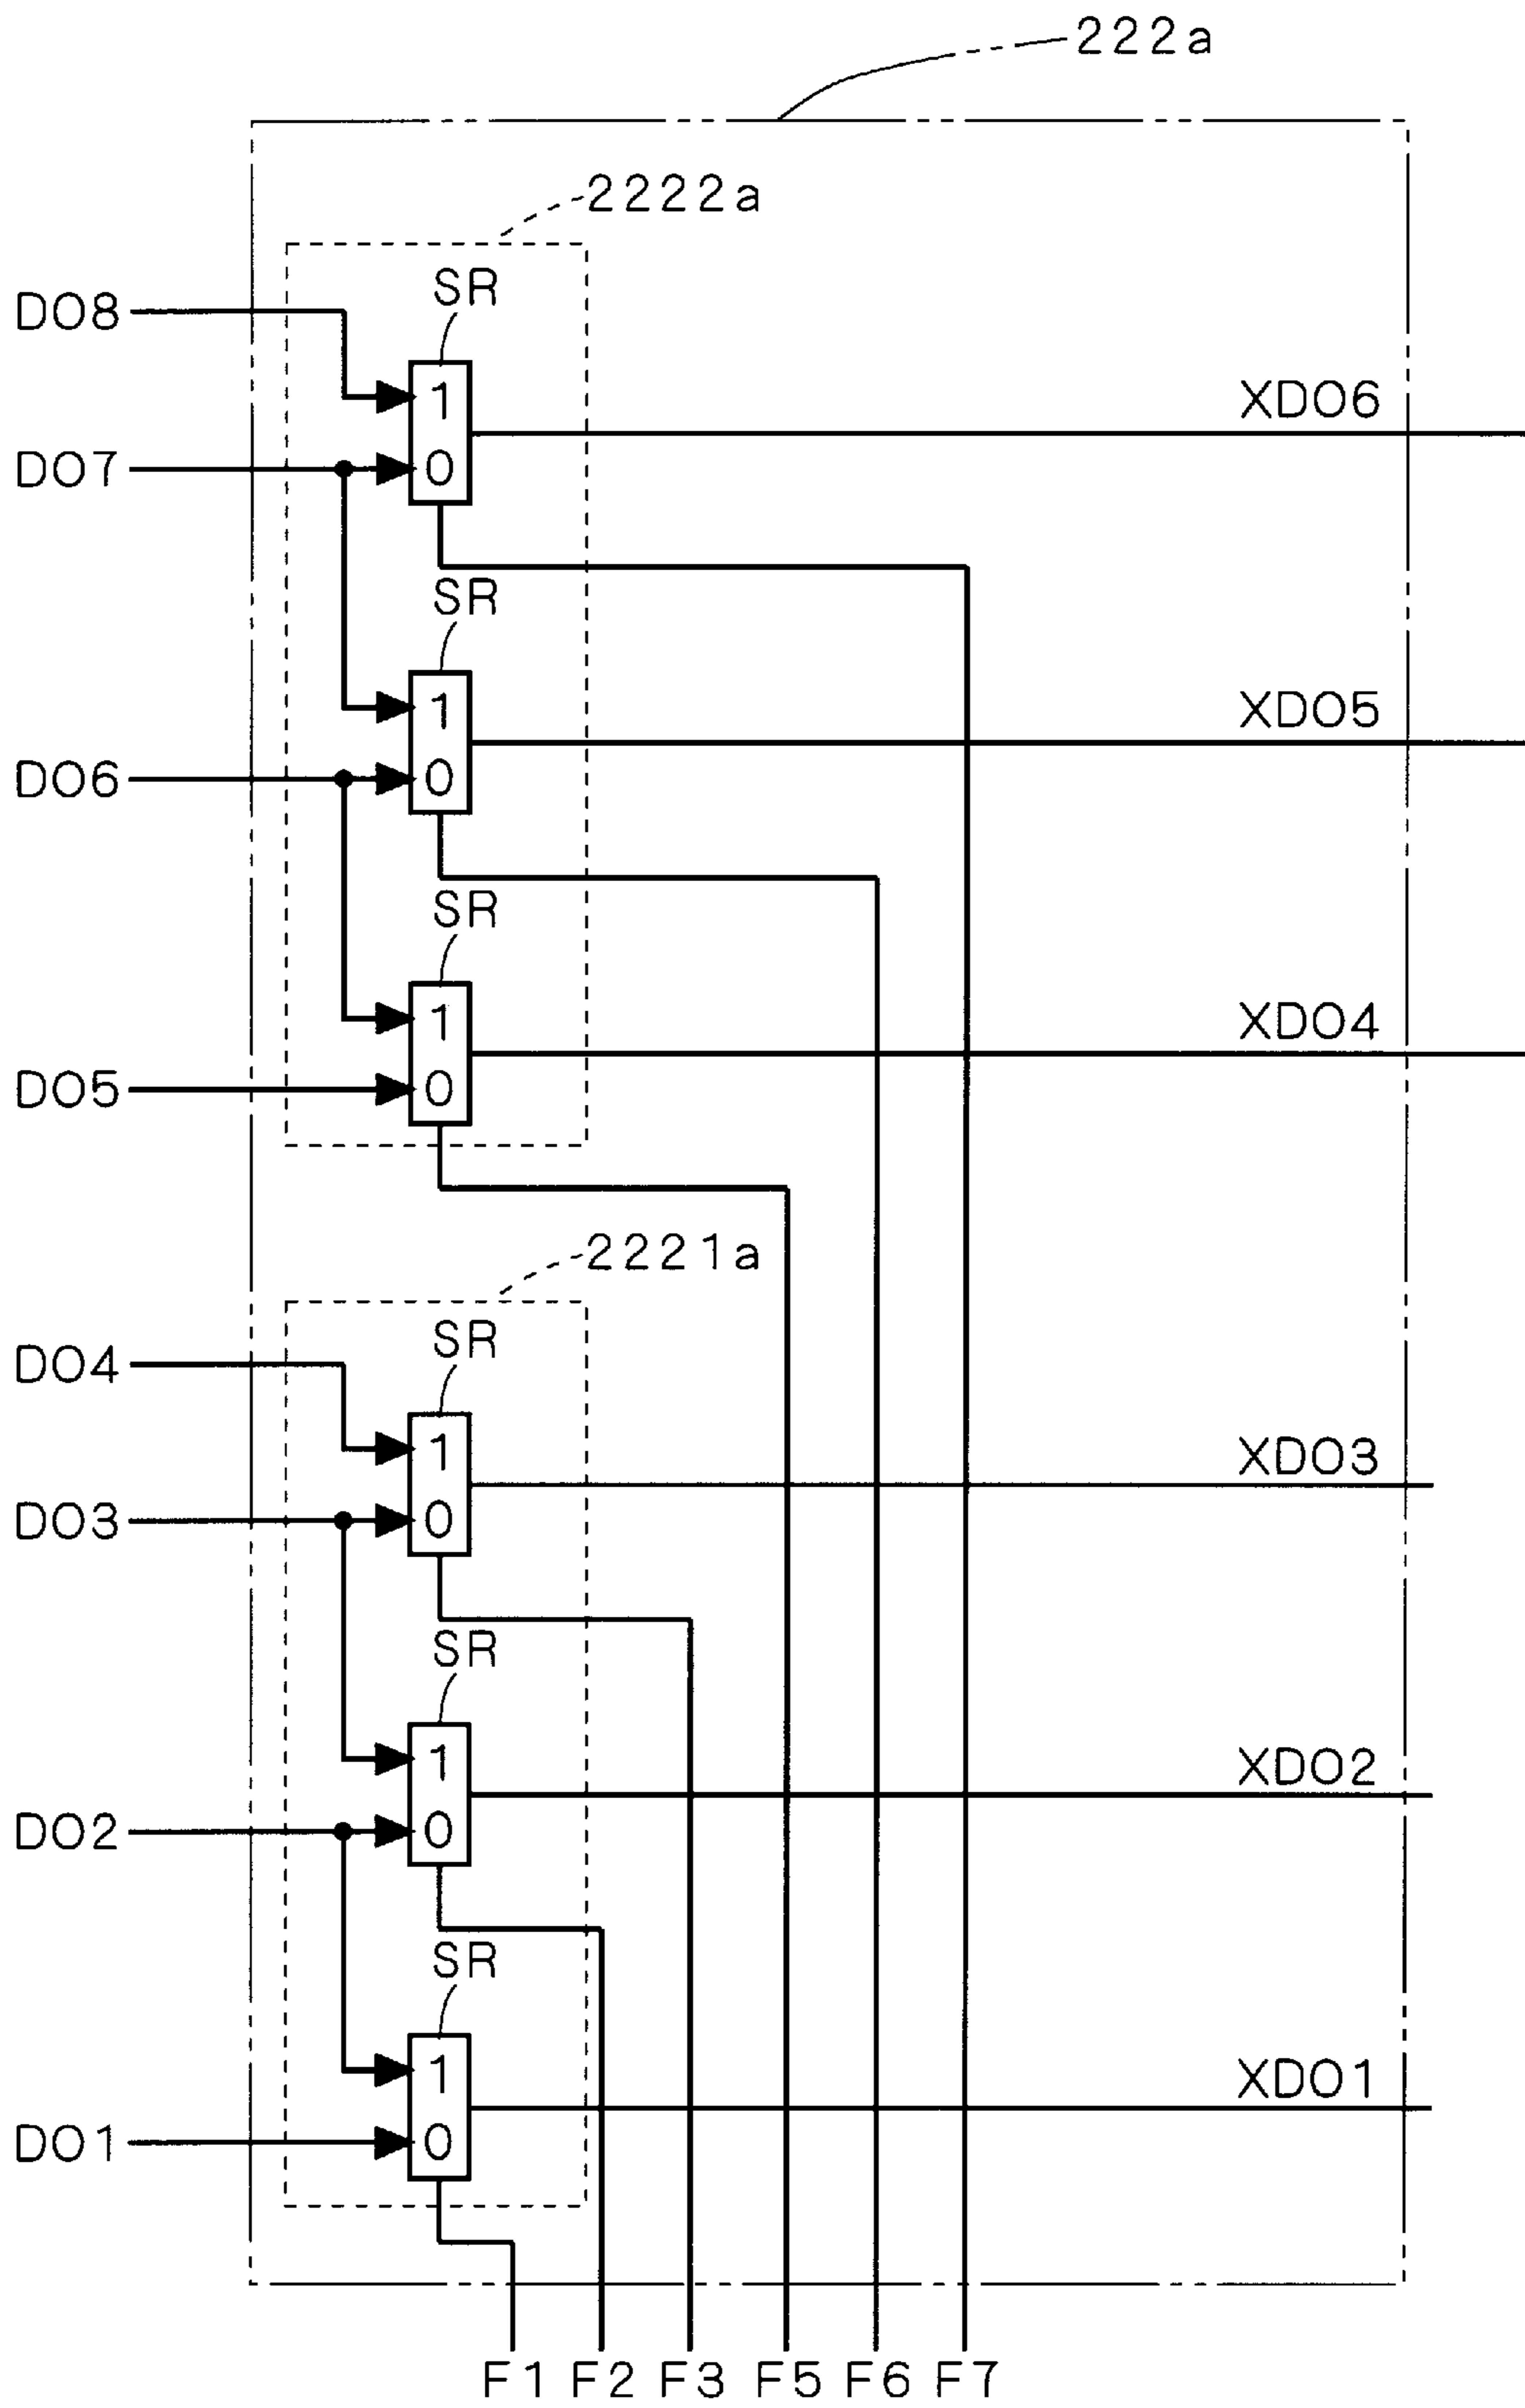 222a
2222a
SR
DO8
1
XDO6
DO7
0
SR
1
XDO5
DO6
0
SR
1
XDO4
DO5
0
2221a
SR
DO4
1
XDO3
DO3
0
SR
1
XDO2
DO2
0
SR
1
XDO1
DO1
0
F1 F2 F3 F5 F6 F7